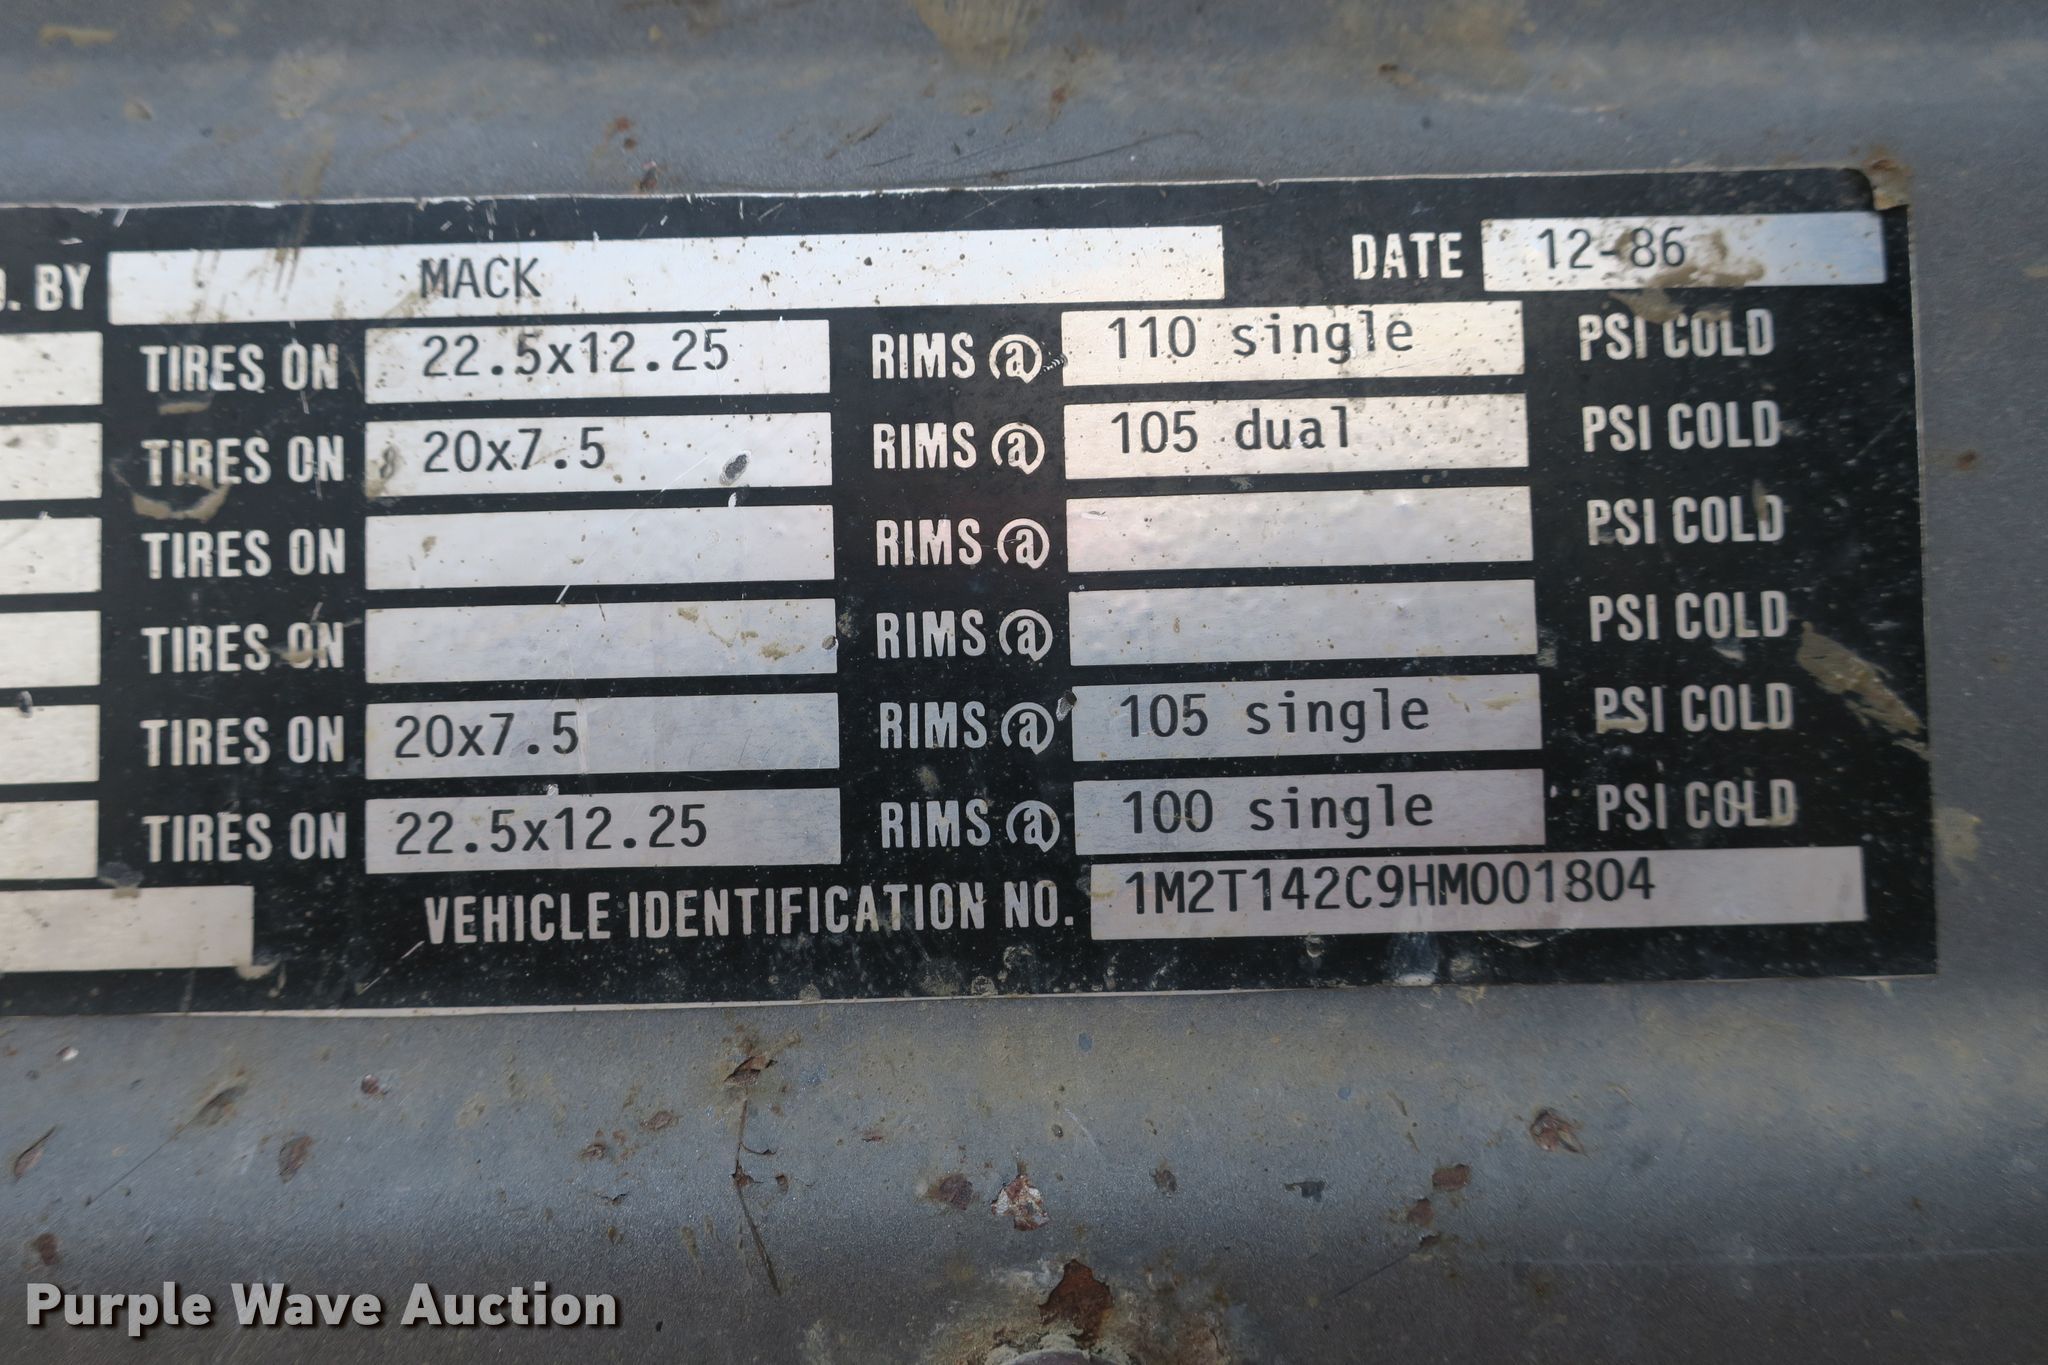 . BY MACK DATE 12-86
TIRES ON 22.5x12.25 RIMS @ 110 single PSI COLD
TIRES ON 20x7.5 RIMS @ 105 dual PSI COLD
TIRES ON RIMS @ PSI COLD
TIRES ON RIMS @ PSI COLD
TIRES ON 20x7.5 RIMS @ 105 single PSI COLD
TIRES ON 22.5x12.25 RIMS @ 100 single PSI COLD
VEHICLE IDENTIFICATION NO. 1M2T142C9HM001804
Purple Wave Auction